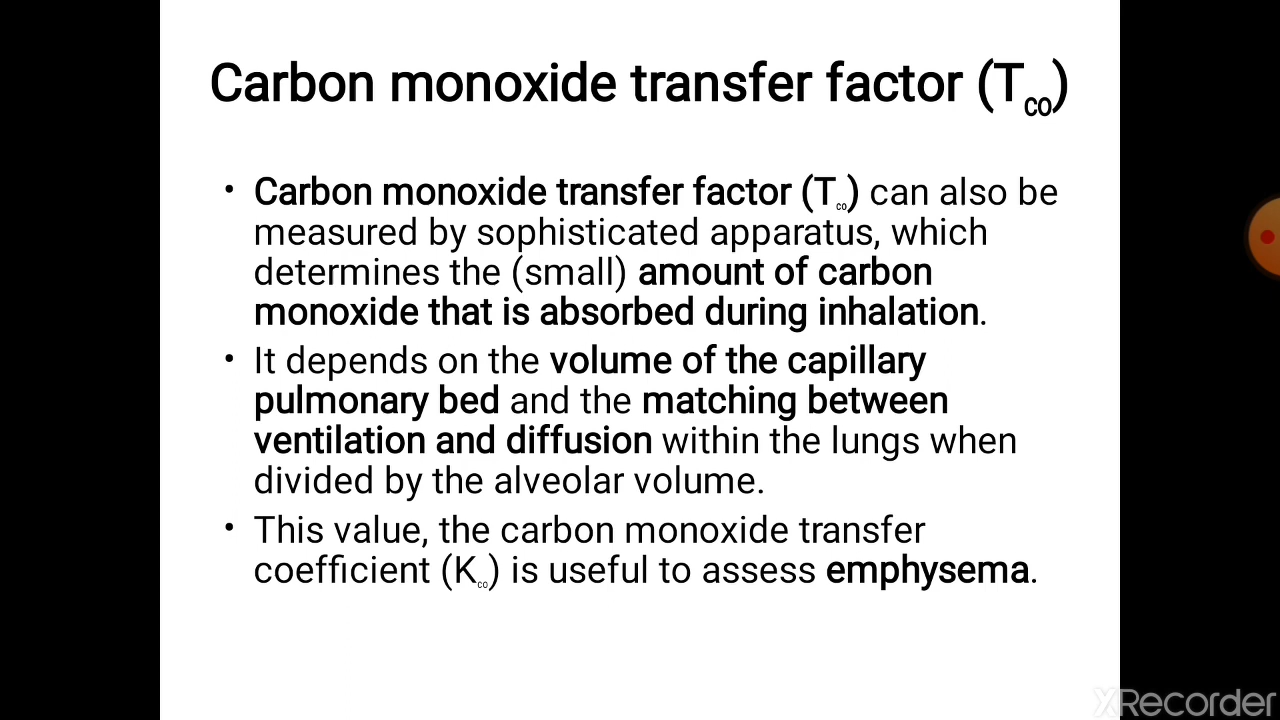 Carbon monoxide transfer factor (Tco)
• Carbon monoxide transfer factor (Tco) can also be
measured by sophisticated apparatus, which
determines the (small) amount of carbon
monoxide that is absorbed during inhalation.
• It depends on the volume of the capillary
pulmonary bed and the matching between
ventilation and diffusion within the lungs when
divided by the alveolar volume.
• This value, the carbon monoxide transfer
coefficient (Kco) is useful to assess emphysema.
XRecorder